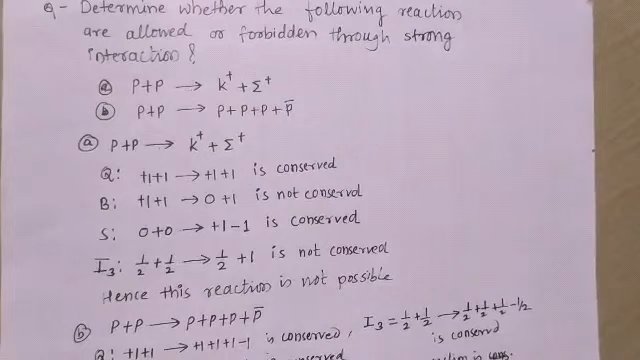 Q- Determine whether the following reaction
are allowed or forbidden through strong
interaction ?
(a) P+P → K⁺ + Σ⁺
(b) P+P → P+P+P+P̅
(a) P+P → K⁺ + Σ⁺
Q: +1+1 → +1+1 is conserved
B: +1+1 → 0+1 is not conservd
S: 0+0 → +1-1 is conserved
I₃: ½ + ½ → ½ +1 is not conserved
Hence this reaction is not possible
(b) P+P → P+P+P+P̅
I₃ = ½+½ → ½+½+½-1/2
Q: +1+1 → +1+1+1-1 is conserved,
is conservd